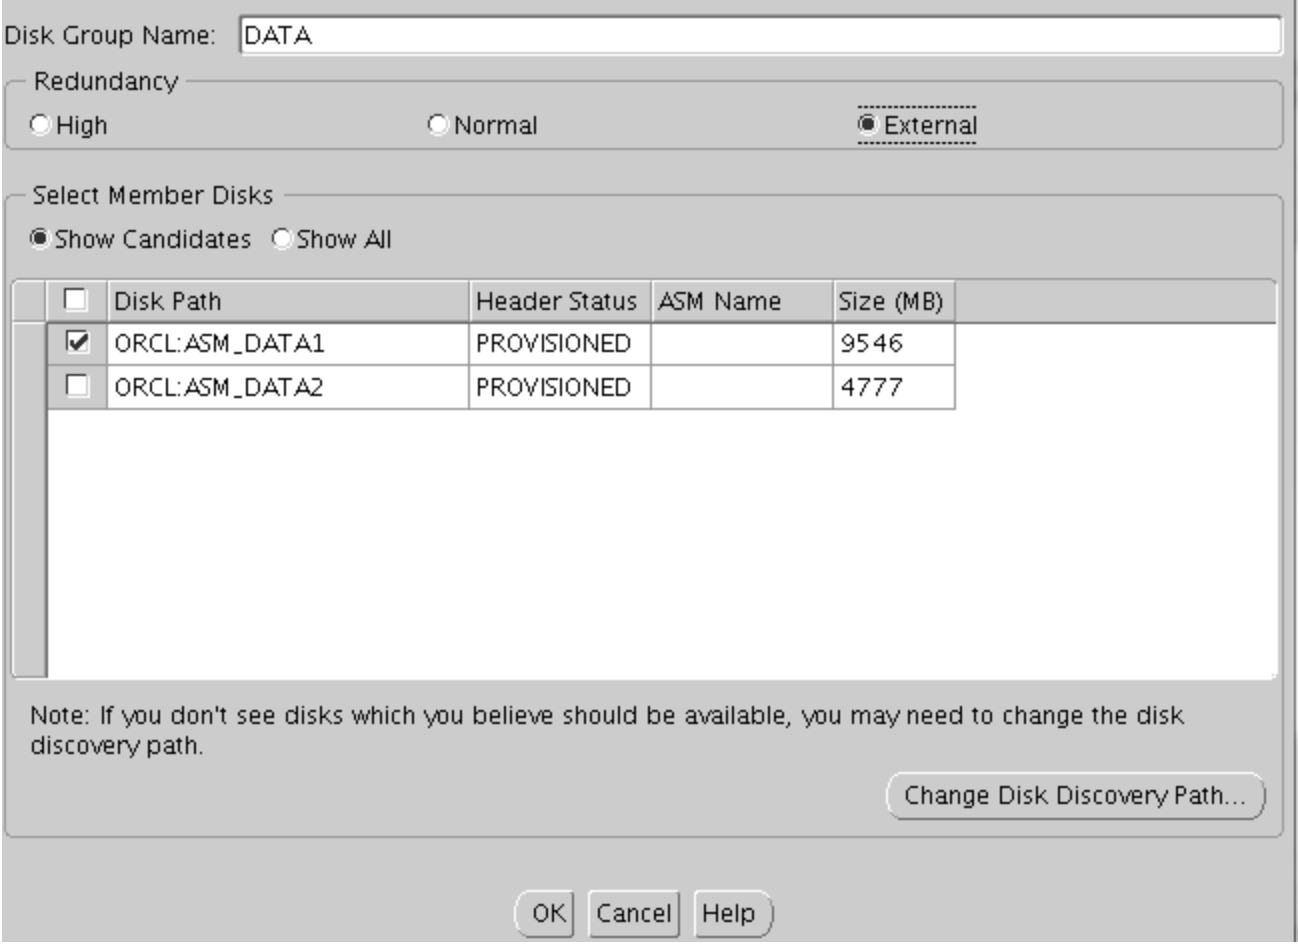 Disk Group Name: DATA
Redundancy
High Normal External
Select Member Disks
Show Candidates Show All
Disk Path Header Status ASM Name Size (MB)
ORCL:ASM_DATA1 PROVISIONED 9546
ORCL:ASM_DATA2 PROVISIONED 4777
Note: If you don't see disks which you believe should be available, you may need to change the disk
discovery path.
Change Disk Discovery Path...
OK Cancel Help